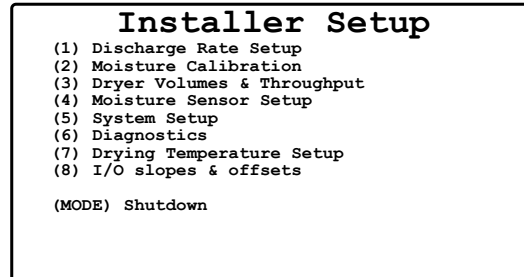 Installer Setup
(1) Discharge Rate Setup
(2) Moisture Calibration
(3) Dryer Volumes & Throughput
(4) Moisture Sensor Setup
(5) System Setup
(6) Diagnostics
(7) Drying Temperature Setup
(8) I/O slopes & offsets
(MODE) Shutdown